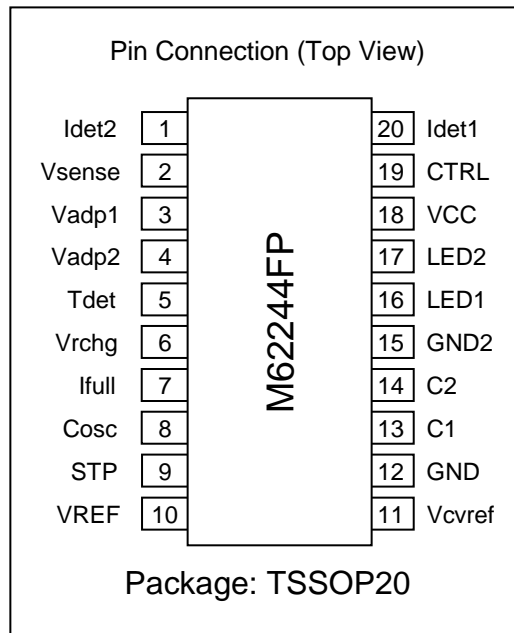 Pin Connection (Top View)
Idet2 1 20 Idet1
Vsense 2 19 CTRL
Vadp1 3 18 VCC
Vadp2 4 17 LED2
Tdet 5 16 LED1
Vrchg 6 15 GND2
Ifull 7 14 C2
Cosc 8 13 C1
STP 9 12 GND
VREF 10 11 Vcvref
M62244FP
Package: TSSOP20